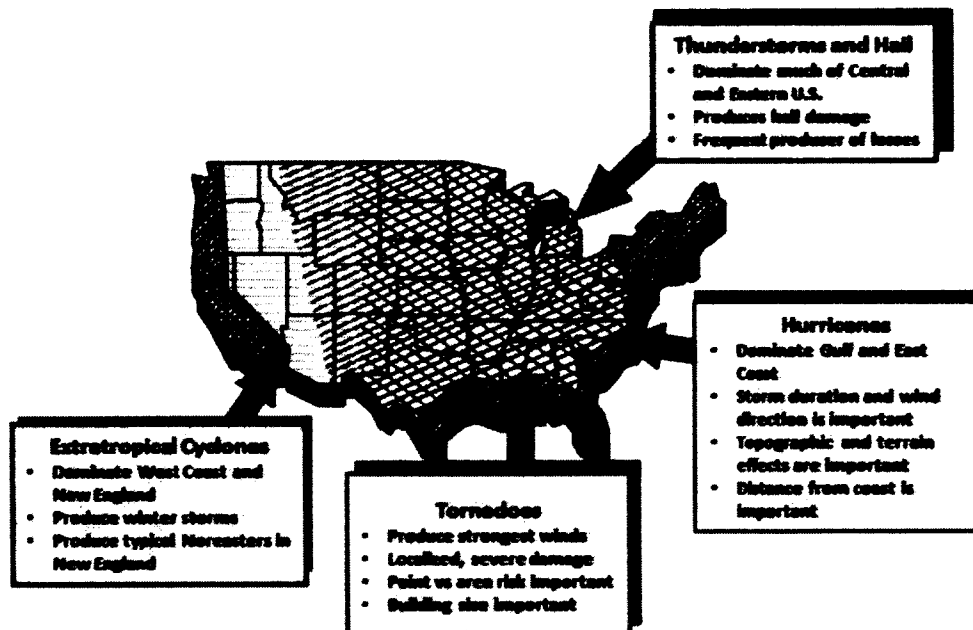 Thunderstorms and Hail
• Dominate much of Central
and Eastern U.S.
• Produces hail damage
• Frequent producer of losses
Hurricanes
• Dominate Gulf and East
Coast
• Storm duration and wind
direction is important
• Topographic and terrain
effects are important
• Distance from coast is
important
Extratropical Cyclones
• Dominate West Coast and
New England
• Produce winter storms
• Produce typical Noreasters in
New England
Tornadoes
• Produce strongest winds
• Localized, severe damage
• Point vs area risk important
• Building size important